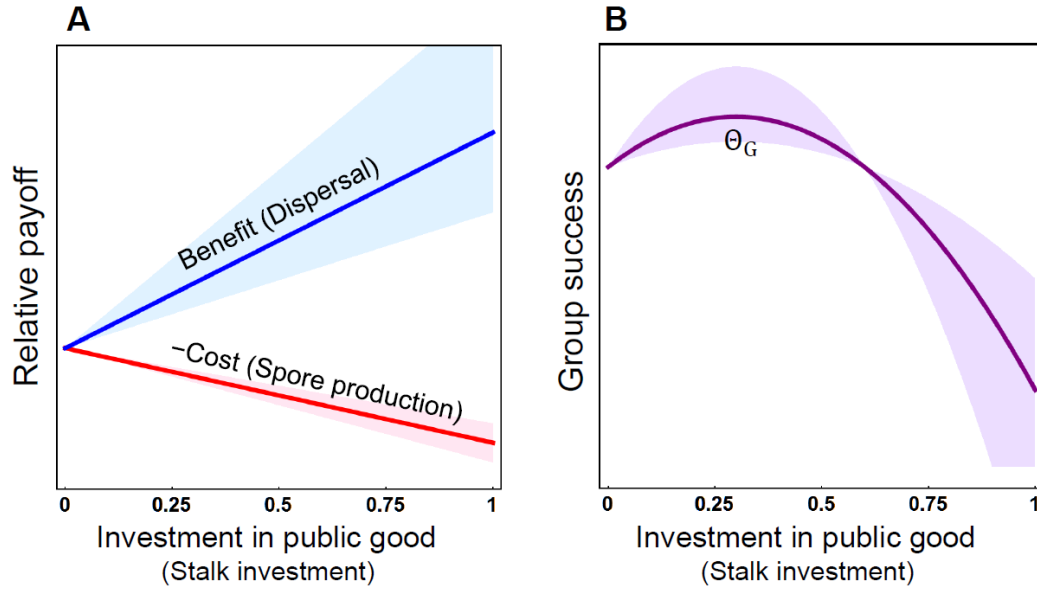 A
Relative payoff
Benefit (Dispersal)
−Cost (Spore production)
0 0.25 0.5 0.75 1
Investment in public good
(Stalk investment)
B
Group success
ΘG
0 0.25 0.5 0.75 1
Investment in public good
(Stalk investment)